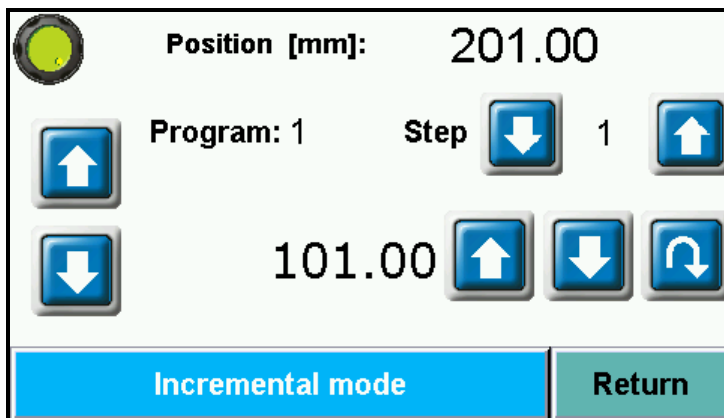 Position [mm]: 201.00
Program: 1 Step 1
101.00
Incremental mode Return